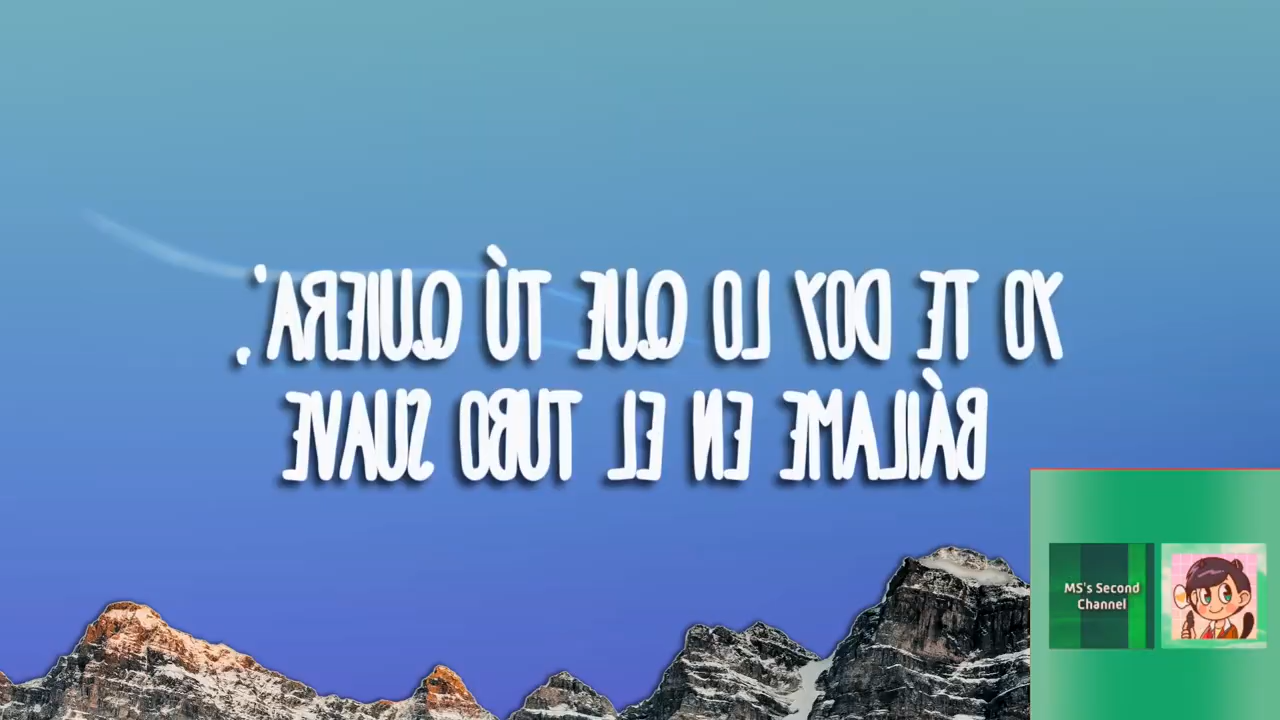 YO TE DOY LO QUE TÚ QUIERA',
BÁILAME EN EL TUBO SUAVE
MS's Second
Channel